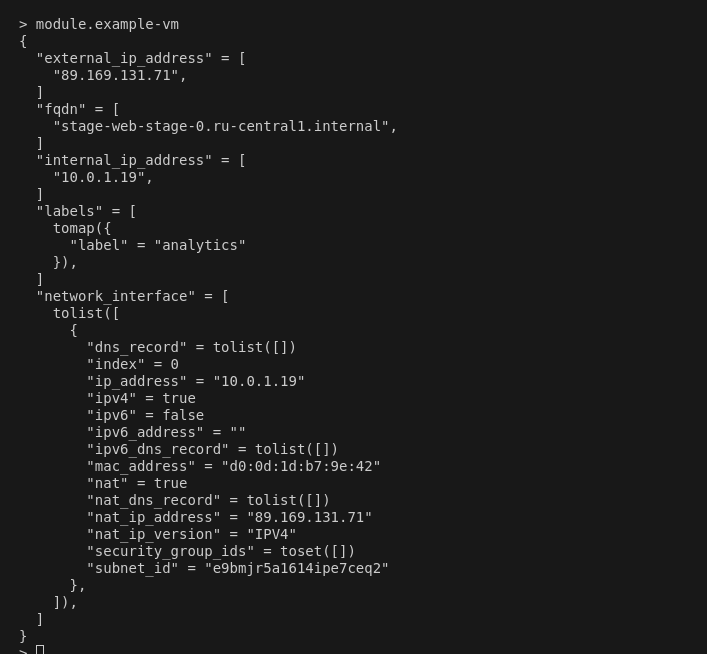 > module.example-vm
{
  "external_ip_address" = [
    "89.169.131.71",
  ]
  "fqdn" = [
    "stage-web-stage-0.ru-central1.internal",
  ]
  "internal_ip_address" = [
    "10.0.1.19",
  ]
  "labels" = [
    tomap({
      "label" = "analytics"
    }),
  ]
  "network_interface" = [
    tolist([
      {
        "dns_record" = tolist([])
        "index" = 0
        "ip_address" = "10.0.1.19"
        "ipv4" = true
        "ipv6" = false
        "ipv6_address" = ""
        "ipv6_dns_record" = tolist([])
        "mac_address" = "d0:0d:1d:b7:9e:42"
        "nat" = true
        "nat_dns_record" = tolist([])
        "nat_ip_address" = "89.169.131.71"
        "nat_ip_version" = "IPV4"
        "security_group_ids" = toset([])
        "subnet_id" = "e9bmjr5a1614ipe7ceq2"
      },
    ]),
  ]
}
>